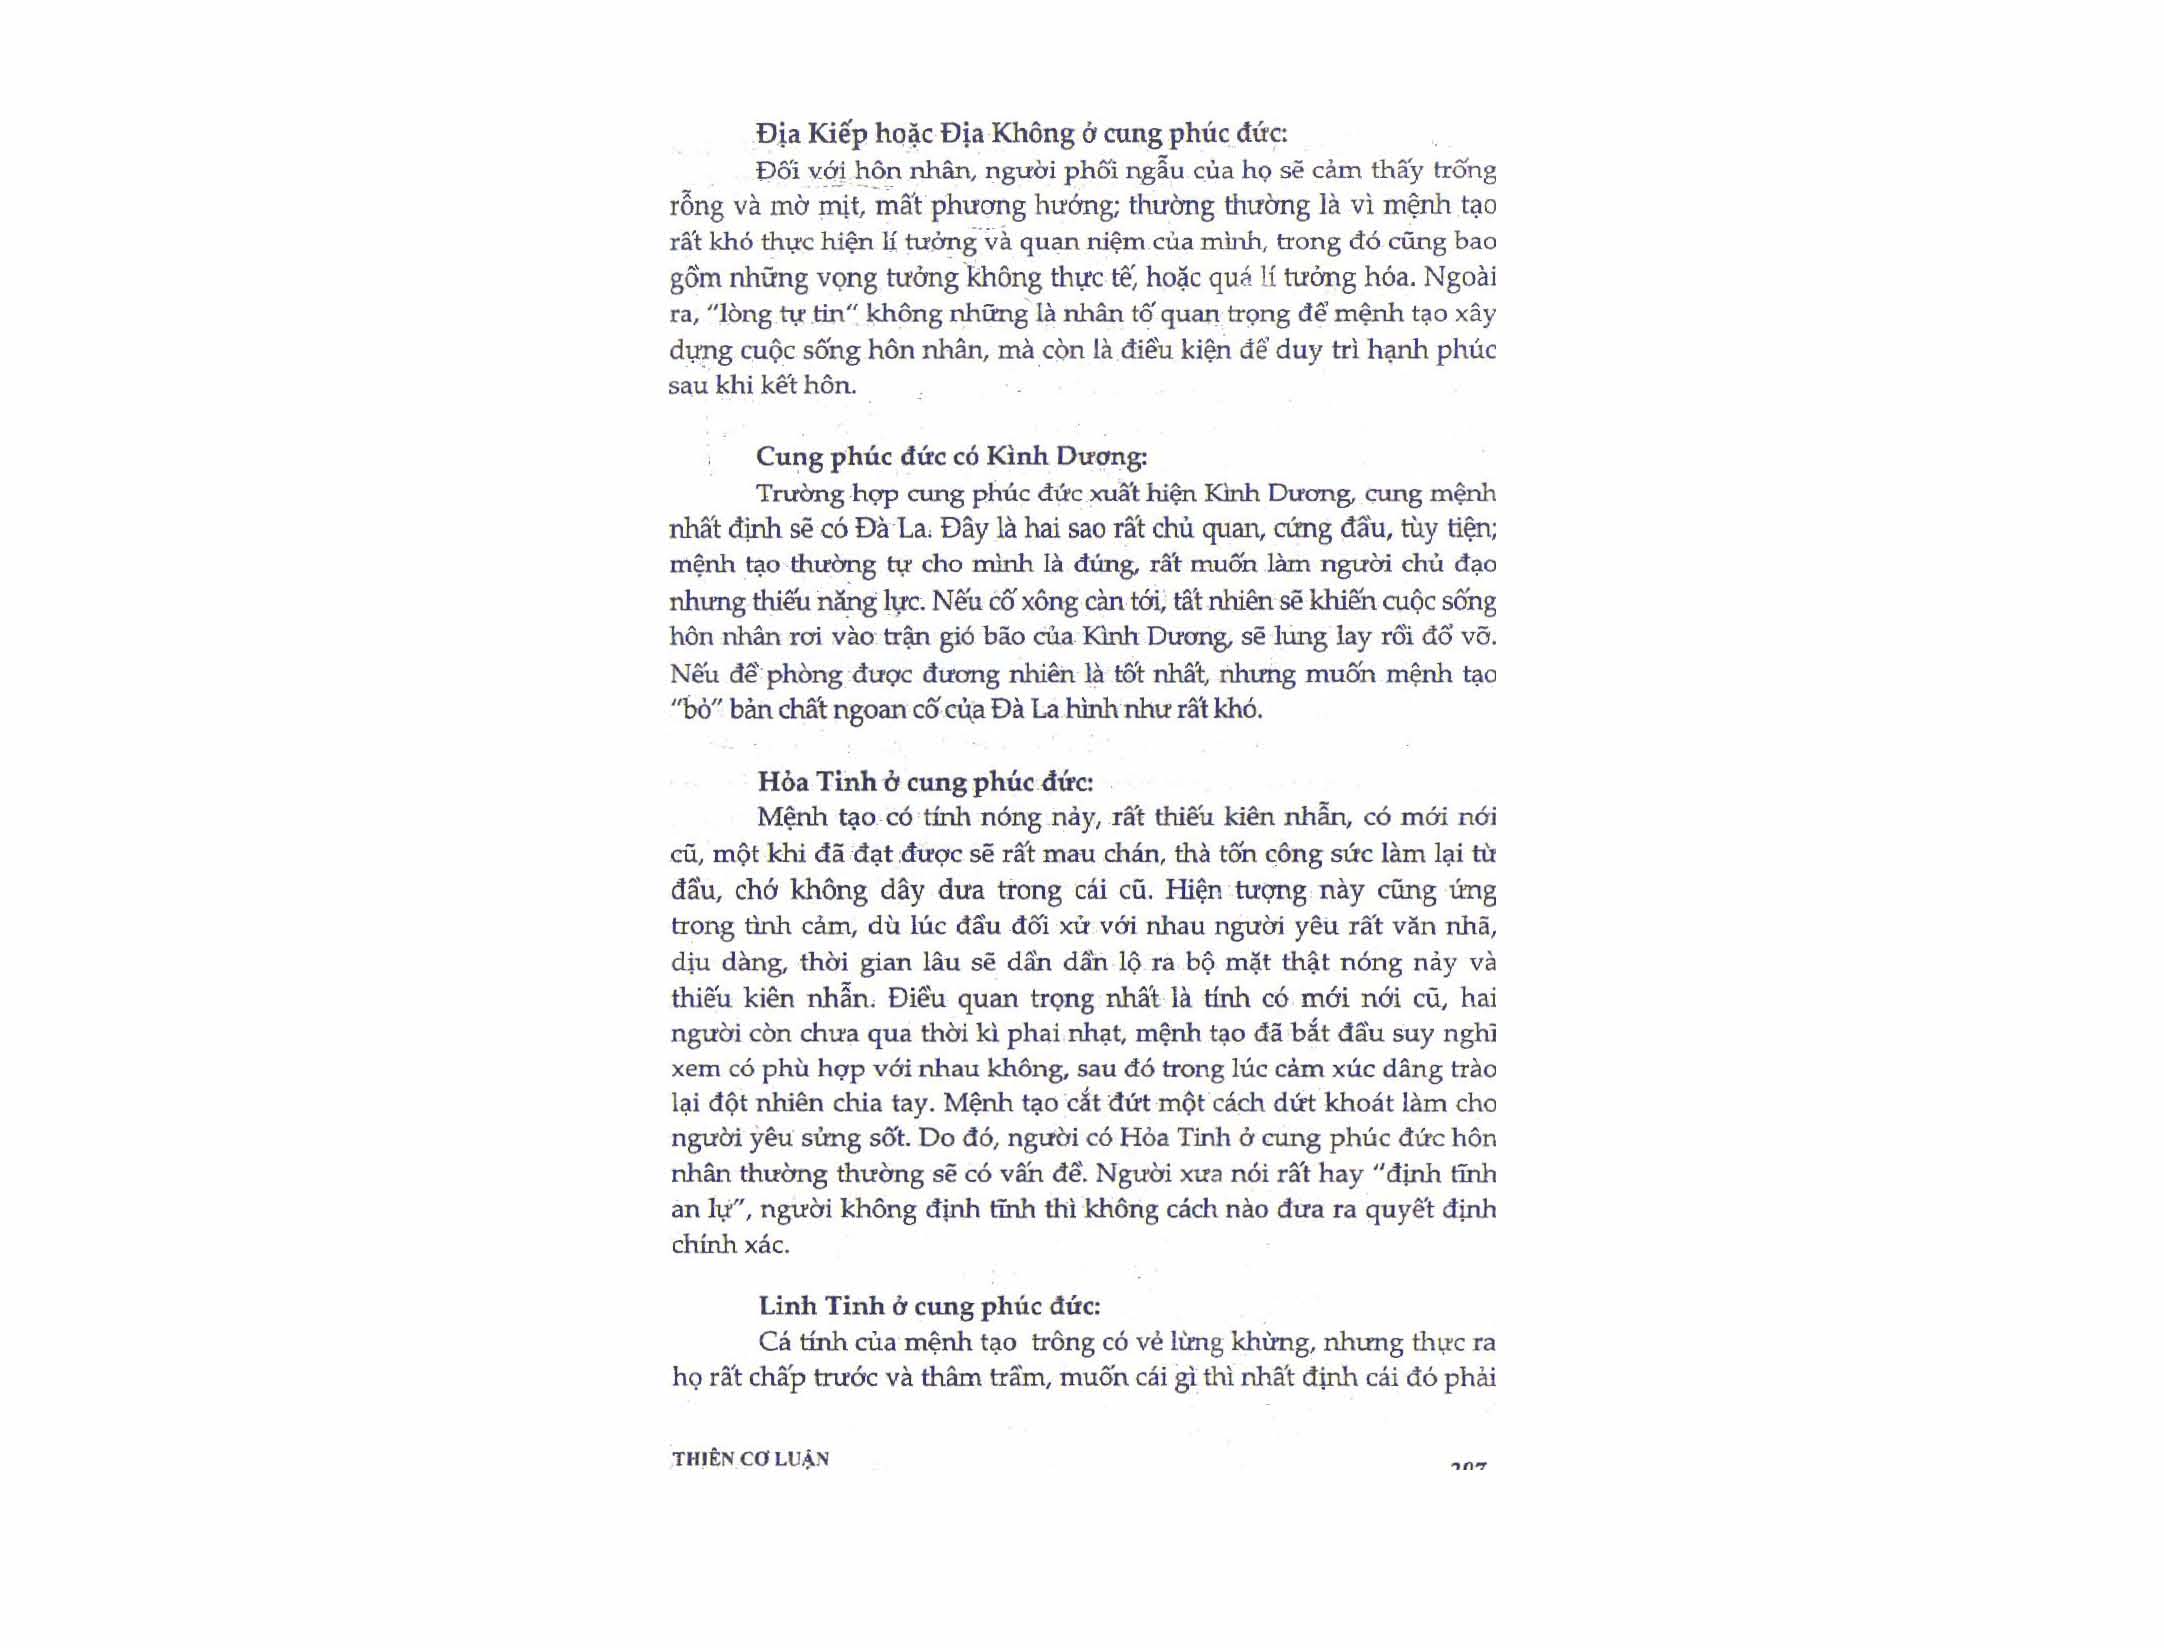 Địa Kiếp hoặc Địa Không ở cung phúc đức:
Đối với hôn nhân, người phối ngẫu của họ sẽ cảm thấy trống
rỗng và mờ mịt, mất phương hướng; thường thường là vì mệnh tạo
rất khó thực hiện lí tưởng và quan niệm của mình, trong đó cũng bao
gồm những vọng tưởng không thực tế, hoặc quá lí tưởng hóa. Ngoài
ra, "lòng tự tin" không những là nhân tố quan trọng để mệnh tạo xây
dựng cuộc sống hôn nhân, mà còn là điều kiện để duy trì hạnh phúc
sau khi kết hôn.
Cung phúc đức có Kình Dương:
Trường hợp cung phúc đức xuất hiện Kình Dương, cung mệnh
nhất định sẽ có Đà La. Đây là hai sao rất chủ quan, cứng đầu, tùy tiện;
mệnh tạo thường tự cho mình là đúng, rất muốn làm người chủ đạo
nhưng thiếu năng lực. Nếu cố xông càn tới, tất nhiên sẽ khiến cuộc sống
hôn nhân rơi vào trận gió bão của Kình Dương, sẽ lung lay rồi đổ vỡ.
Nếu đề phòng được đương nhiên là tốt nhất, nhưng muốn mệnh tạo
"bỏ" bản chất ngoan cố của Đà La hình như rất khó.
Hỏa Tinh ở cung phúc đức:
Mệnh tạo có tính nóng nảy, rất thiếu kiên nhẫn, có mới nới
cũ, một khi đã đạt được sẽ rất mau chán, thà tốn công sức làm lại từ
đầu, chớ không dây dưa trong cái cũ. Hiện tượng này cũng ứng
trong tình cảm, dù lúc đầu đối xử với nhau người yêu rất văn nhã,
dịu dàng, thời gian lâu sẽ dần dần lộ ra bộ mặt thật nóng nảy và
thiếu kiên nhẫn. Điều quan trọng nhất là tính có mới nới cũ, hai
người còn chưa qua thời kì phai nhạt, mệnh tạo đã bắt đầu suy nghĩ
xem có phù hợp với nhau không, sau đó trong lúc cảm xúc dâng trào
lại đột nhiên chia tay. Mệnh tạo cắt đứt một cách dứt khoát làm cho
người yêu sửng sốt. Do đó, người có Hỏa Tinh ở cung phúc đức hôn
nhân thường thường sẽ có vấn đề. Người xưa nói rất hay "định tĩnh
an lự", người không định tĩnh thì không cách nào đưa ra quyết định
chính xác.
Linh Tinh ở cung phúc đức:
Cá tính của mệnh tạo trông có vẻ lừng khừng, nhưng thực ra
họ rất chấp trước và thâm trầm, muốn cái gì thì nhất định cái đó phải
THIÊN CƠ LUẬN